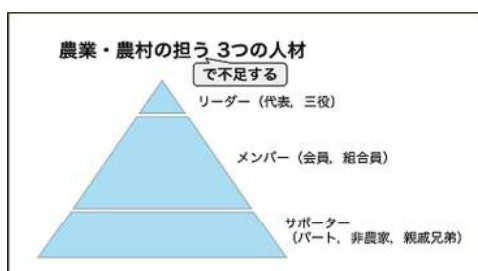 農業・農村の担う 3つの人材
で不足する
リーダー（代表，三役）
メンバー（会員，組合員）
サポーター
（パート，非農家，親戚兄弟）